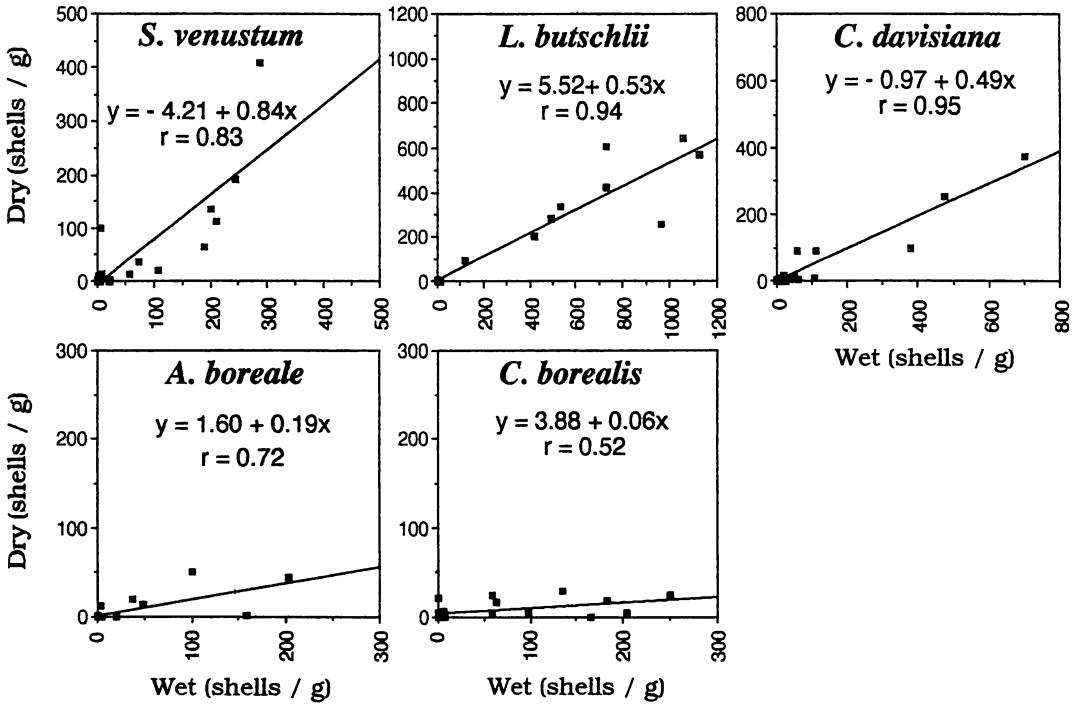 S. venustum
y = - 4.21 + 0.84x
r = 0.83
500
400
300
200
100
0
0
100
200
300
400
500
Dry (shells / g)
L. butschlii
y = 5.52+ 0.53x
r = 0.94
1200
1000
800
600
400
200
0
0
200
400
600
800
1000
1200
C. davisiana
y = - 0.97 + 0.49x
r = 0.95
800
600
400
200
0
0
200
400
600
800
Wet (shells / g)
A. boreale
y = 1.60 + 0.19x
r = 0.72
300
200
100
0
0
100
200
300
Dry (shells / g)
Wet (shells / g)
C. borealis
y = 3.88 + 0.06x
r = 0.52
300
200
100
0
0
100
200
300
Wet (shells / g)